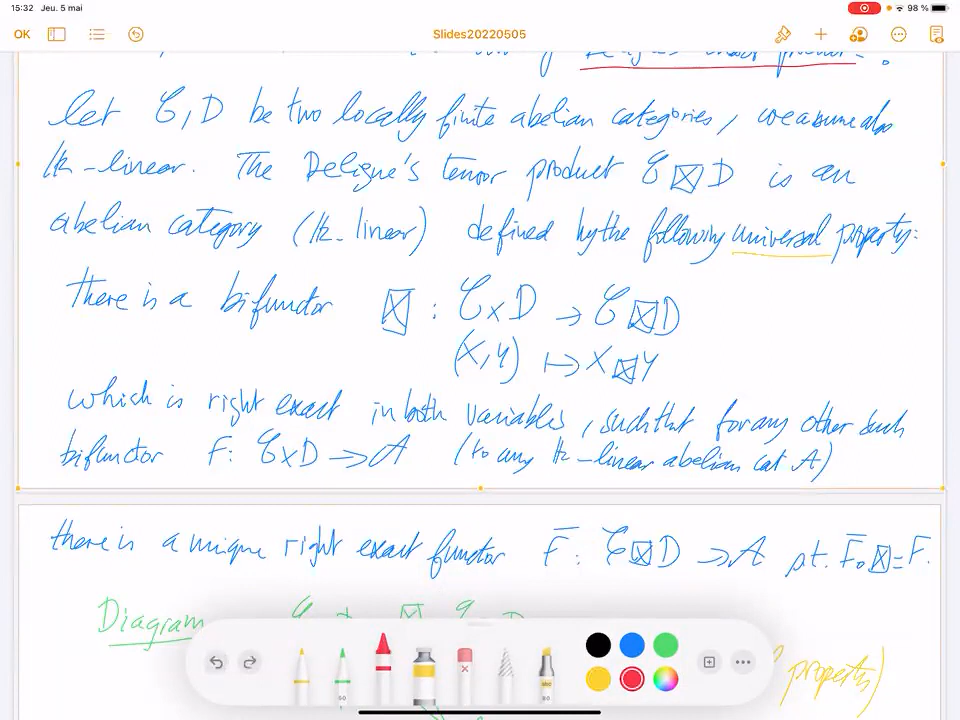 15:32 Jeu. 5 mai 98 %
OK Slides20220505
Let 𝒞, D be two locally finite abelian categories, we assume also
k-linear. The Deligne's tensor product 𝒞 ⊠ D is an
abelian category (k-linear) defined by the following universal property:
there is a bifunctor ⊠ : 𝒞 × D → 𝒞 ⊠ D
(X, Y) ↦ X ⊠ Y
which is right exact in both variables, such that for any other such
bifunctor F: 𝒞 × D → A (to any k-linear abelian cat A)
there is a unique right exact functor F̅ : 𝒞 ⊠ D → A st. F̅ ∘ ⊠ = F.
Diagram
property)